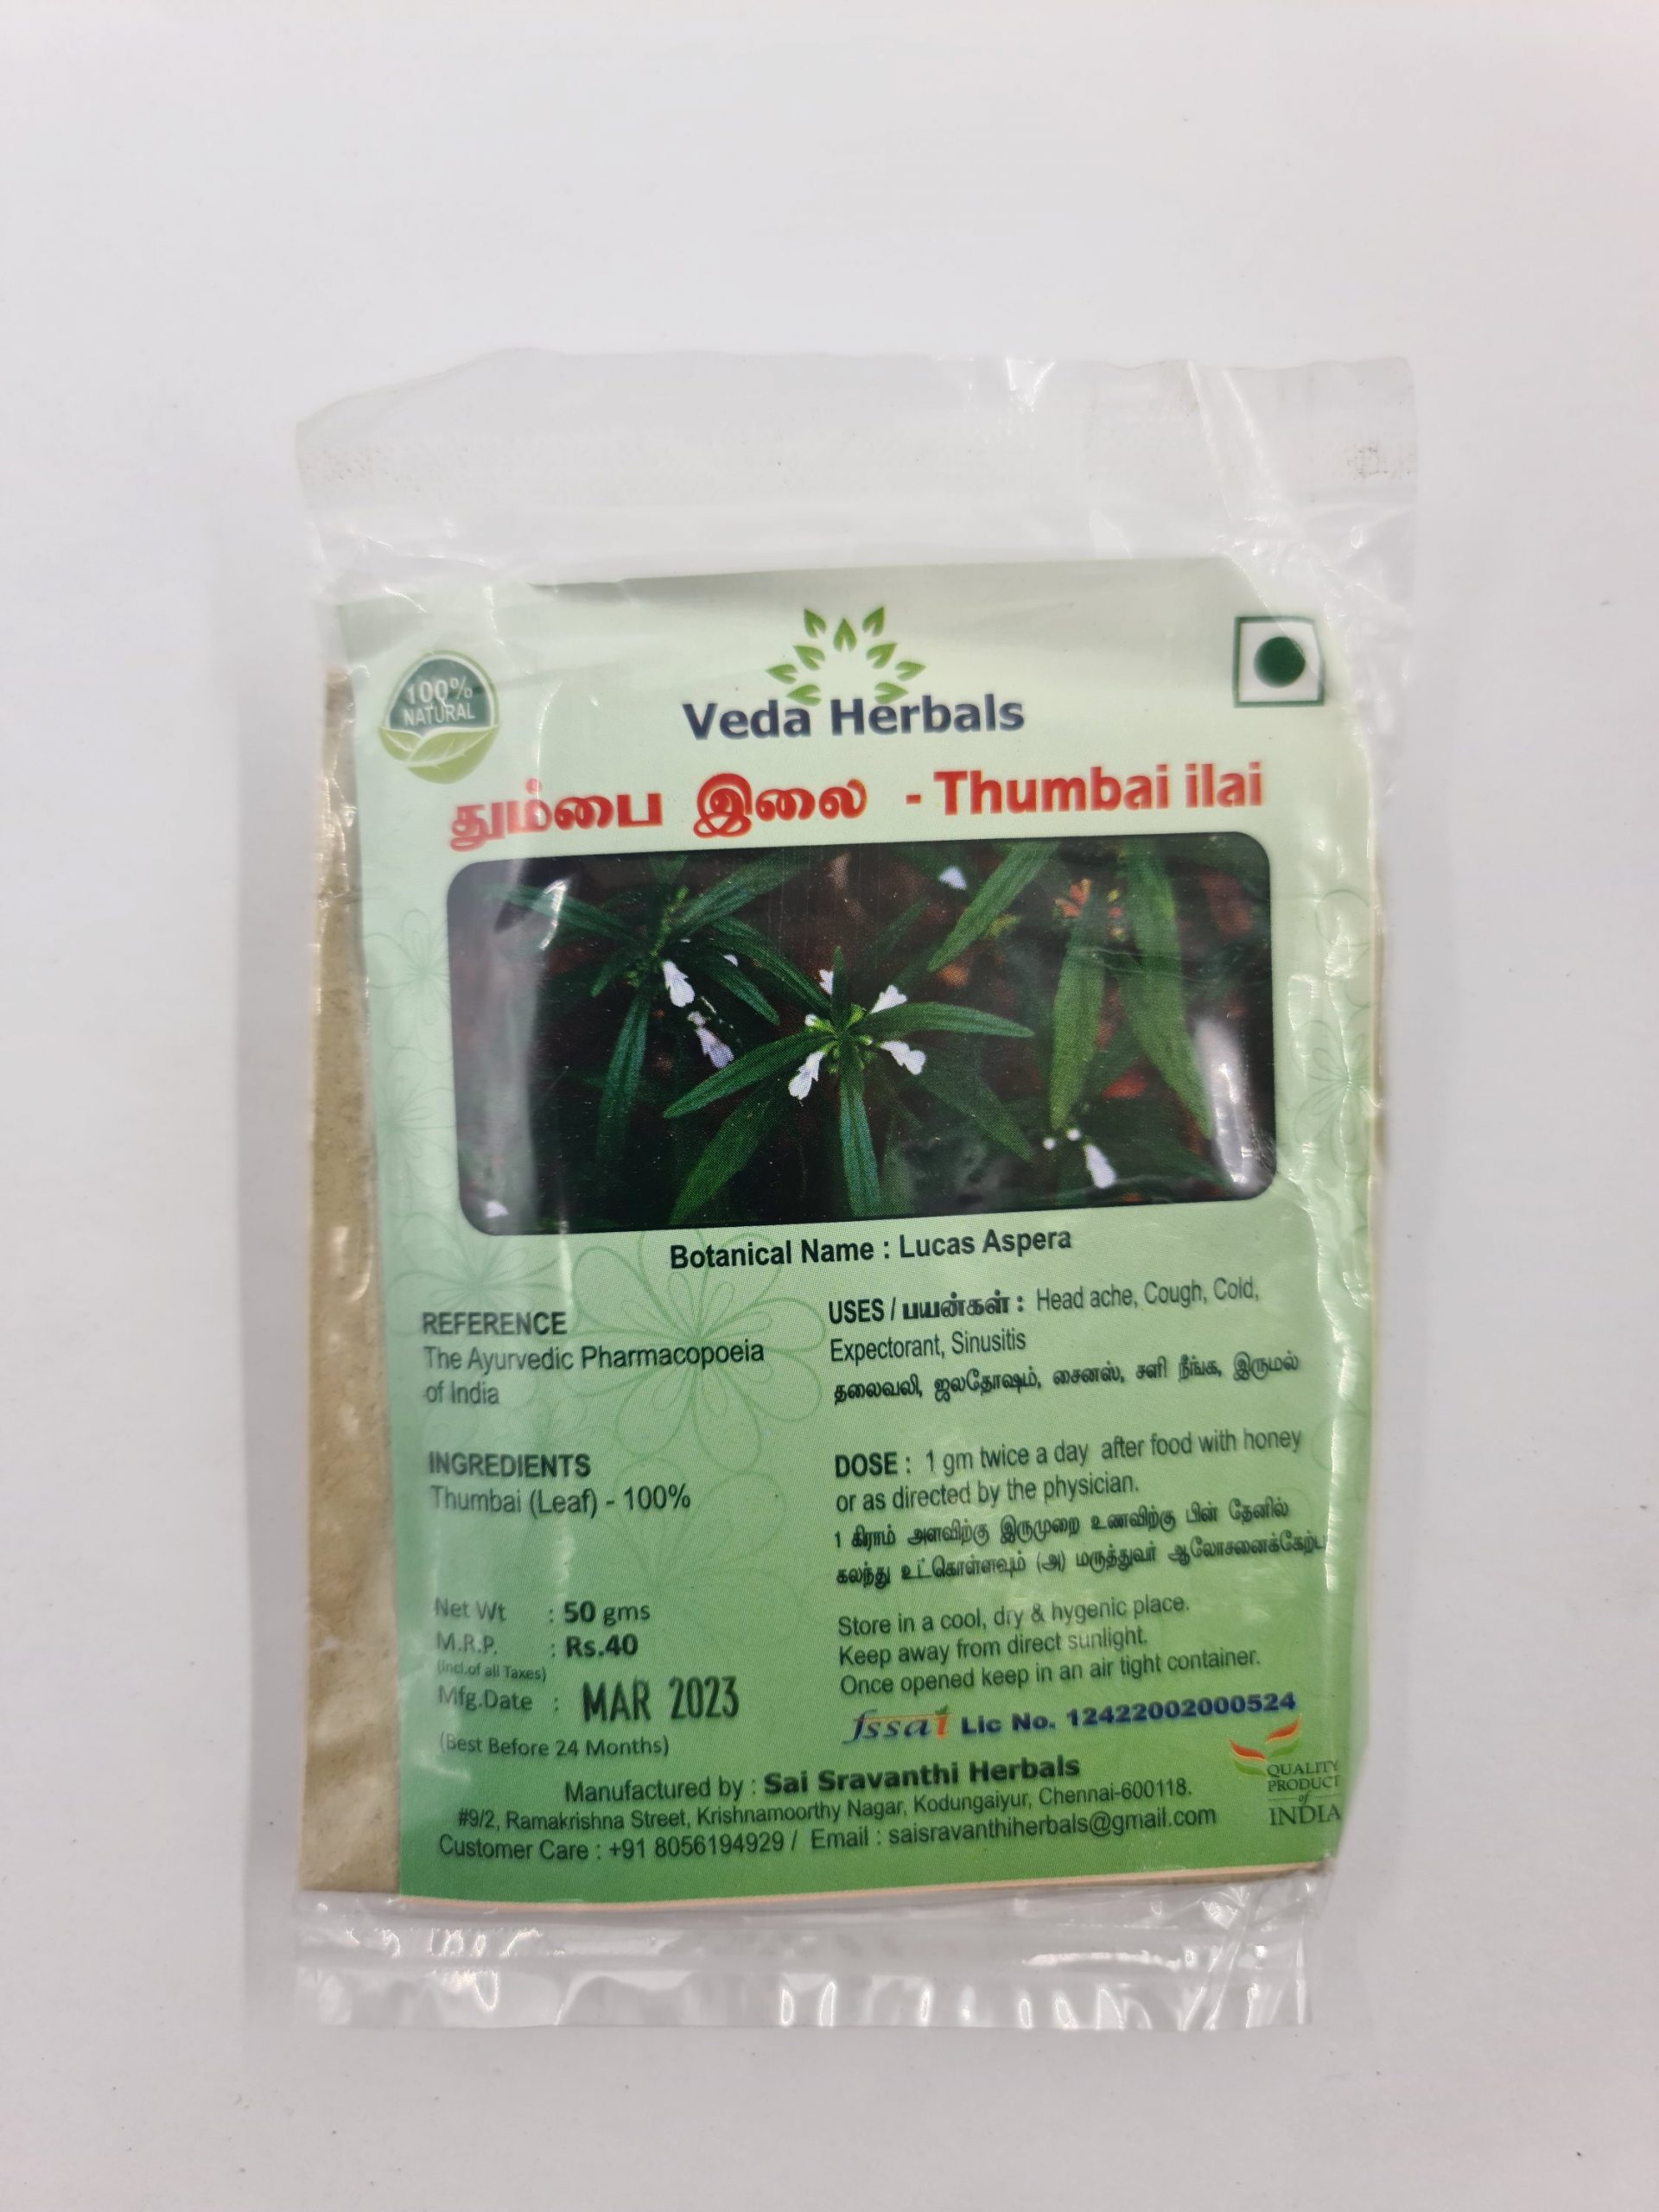 100%
NATURAL
Veda Herbals
தும்பை இலை - Thumbai ilai
Botanical Name : Lucas Aspera
REFERENCE
The Ayurvedic Pharmacopoeia
of India
INGREDIENTS
Thumbai (Leaf) - 100%
Net Wt : 50 gms
M.R.P. : Rs.40
(Incl.of all Taxes)
Mfg.Date : MAR 2023
(Best Before 24 Months)
USES / பயன்கள் : Head ache, Cough, Cold,
Expectorant, Sinusitis
தலைவலி, ஜலதோஷம், சைனஸ், சளி நீங்க, இருமல்
DOSE : 1 gm twice a day after food with honey
or as directed by the physician.
1 கிராம் அளவிற்கு இருமுறை உணவிற்கு பின் தேனில்
கலந்து உட்கொள்ளவும் (அ) மருத்துவர்
Store in a cool, dry & hygenic place.
Keep away from direct sunlight.
Once opened keep in an air tight container.
fssai Lic No. 12422002000524
Manufactured by : Sai Sravanthi Herbals
#9/2, Ramakrishna Street, Krishnamoorthy Nagar, Kodungaiyur, Chennai-600118.
Customer Care : +91 8056194929 / Email : saisravanthiherbals@gmail.com
QUALITY
PRODUCT
of
INDIA